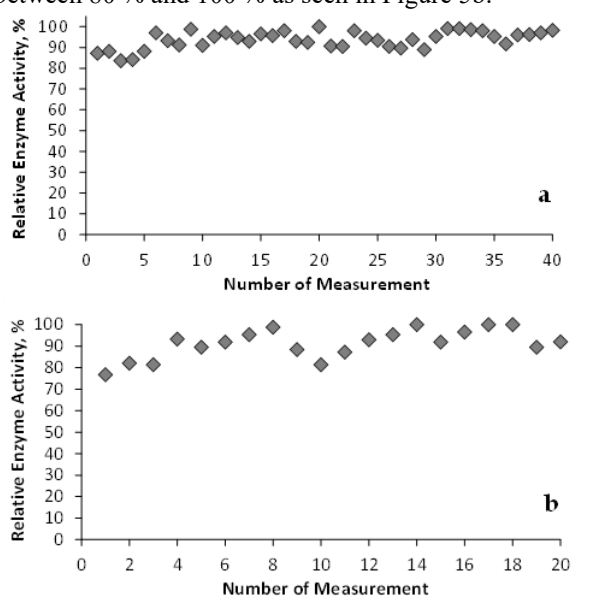 between 80 % and 100 % as seen in Figure 5b.
Relative Enzyme Activity, %
100
90
80
70
60
50
40
30
20
10
0
a
0 5 10 15 20 25 30 35 40
Number of Measurement
Relative Enzyme Activity, %
100
90
80
70
60
50
40
30
20
10
0
b
0 2 4 6 8 10 12 14 16 18 20
Number of Measurement